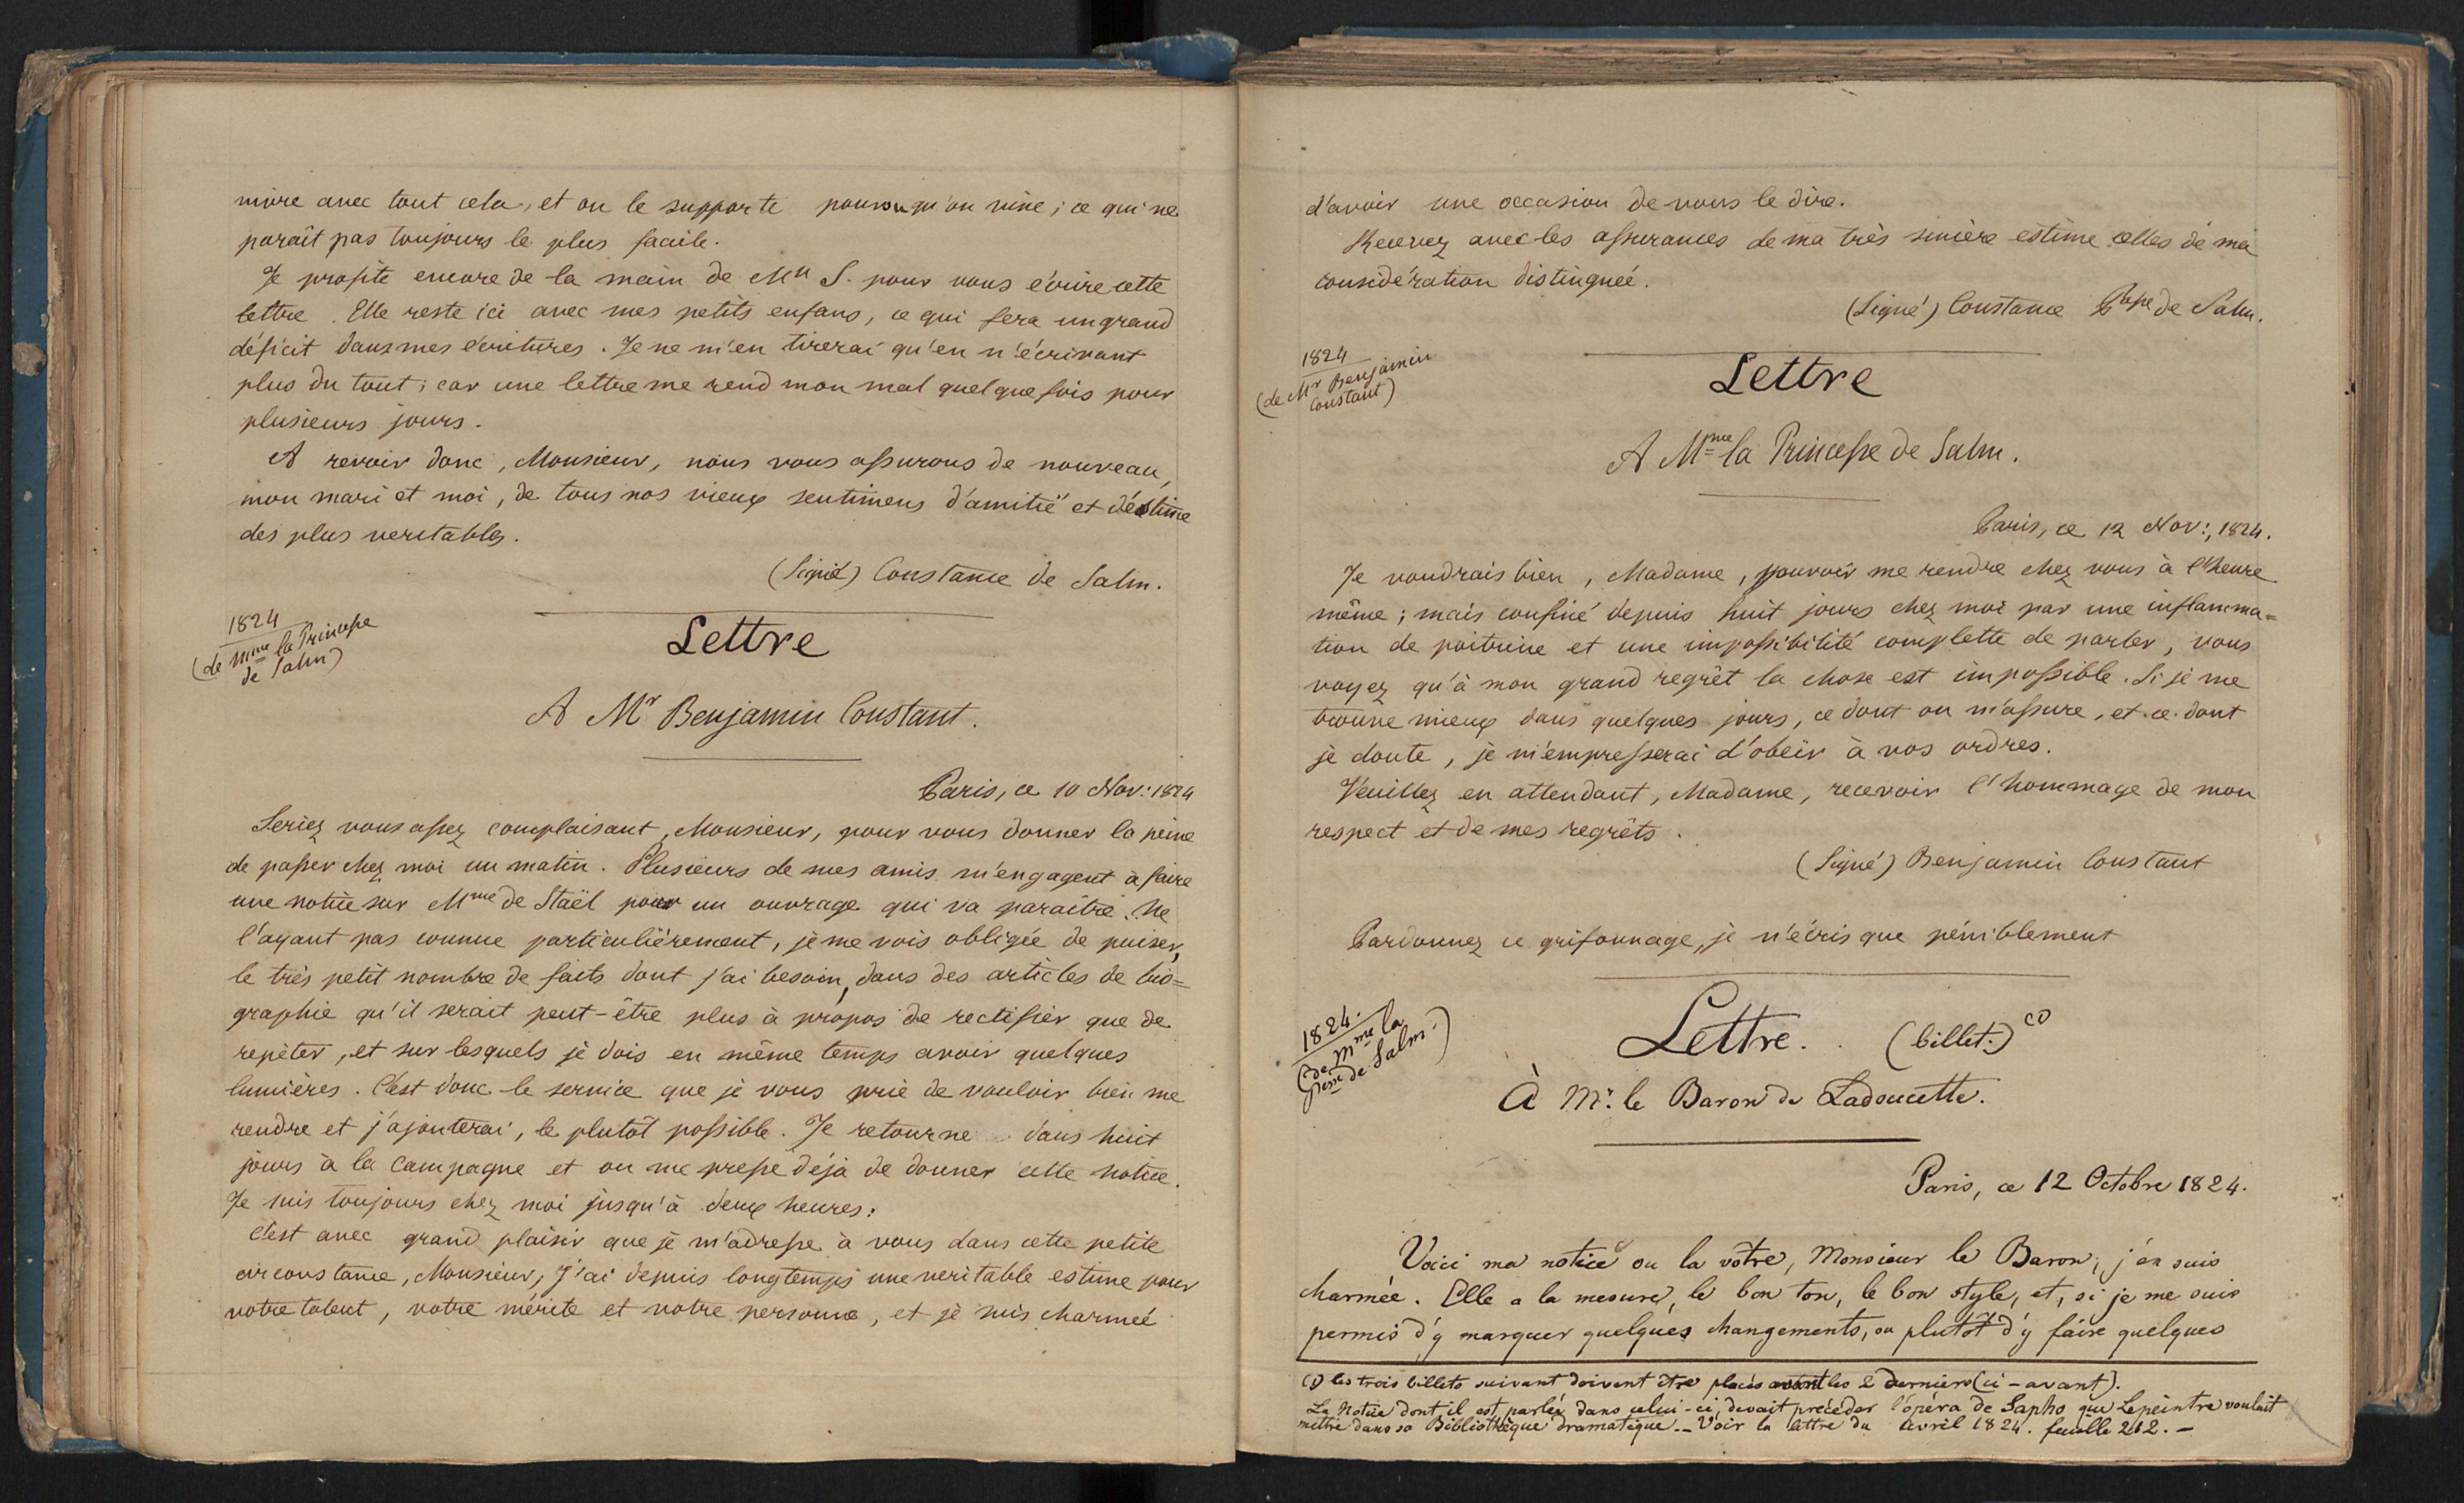 mûre avec tout cela, et on le supporte pourvu qu'on vive; ce qui ne
paraît pas toujours le plus facile.
Je profite encore de la main de Mlle S. pour vous écrire cette
lettre. Elle reste ici avec mes petits enfans, ce qui fera un grand
déficit dans mes écritures. Je ne m'en tirerai qu'en n'écrivant
plus du tout; car une lettre me rend mon mal quelque fois pour
plusieurs jours.
A revoir donc, Monsieur, nous vous assurons de nouveau,
mon mari et moi, de tous nos vieux sentimens d'amitié et d'éstime
des plus veritables.
(Signé) Constance de Salm.
1824
(de Mme la Princesse
de Salm)
Lettre
A Mr Benjamin Constant.
Paris, ce 10 Nov: 1824
Seriez vous assez complaisant, Monsieur, pour vous donner la peine
de passer chez moi un matin. Plusieurs de mes amis m'engagent à faire
une notice sur Mme de Staël pour un ouvrage qui va paraître. Ne
l'ayant pas connue particulièrement, je me vois obligée de puiser,
le très petit nombre de faits dont j'ai besoin, dans des articles de bio=
graphie qu'il serait peut-être plus à propos de rectifier que de
repèter, et sur lesquels je dois en même temps avoir quelques
lumières. C'est donc le service que je vous prie de vouloir bien me
rendre et j'ajouterai, le plutôt possible. Je retourne dans huit
jours à la Campagne et on me presse déjà de donner cette notice.
Je suis toujours chez moi jusqu'à deux heures.
C'est avec grand plaisir que je m'adresse à vous dans cette petite
circonstance, Monsieur, J'ai depuis longtemps une veritable estime pour
votre talent, votre mérite et votre personne, et je suis charmée
d'avoir une occasion de vous le dire.
Recevez avec les assurances de ma très sincère estime celles de ma
considération distinguée.
(Signé) Constance Psse de Salm.
1824
(de Mr Benjamin
Constant)
Lettre
A Mme la Princesse de Salm.
Paris, ce 12 Nov:, 1824.
Je voudrais bien, Madame, pouvoir me rendre chez vous à l'heure
même; mais confiné depuis huit jours chez moi par une inflamma=
tion de poitrine et une impossibilité complette de parler, vous
voyez qu'à mon grand regrèt la chose est impossible. Si je me
trouve mieux dans quelques jours, ce dont on m'assure, et ce dont
je doute, je m'empresserai d'obeïr à vos ordres.
Veuillez en attendant, Madame, recevoir l'hommage de mon
respect et de mes regrèts.
(Signé) Benjamin Constant
Pardonnez ce grifonnage, je n'écris que péniblement
1824.
(de Mme la
Pesse de Salm.)
Lettre. (billet.) (1)
À Mr. le Baron de Ladoucette.
Paris, ce 12 Octobre 1824.
Voici ma notice ou la vôtre, Monsieur le Baron; j'en suis
charmée. Elle a la mesure, le bon ton, le bon style, et, si je me suis
permis d'y marquer quelques changements, ou plutôt d'y faire quelques
(1) les trois billets suivant doivent être placés avant les 2 derniers (ci-avant).
La Notice dont il est parlée dans celui-ci, devait précéder l'opéra de Sapho que Lepeintre voulait
mettre dans sa Bibliothèque dramatique. – Voir la lettre du avril 1824. feuille 212. –